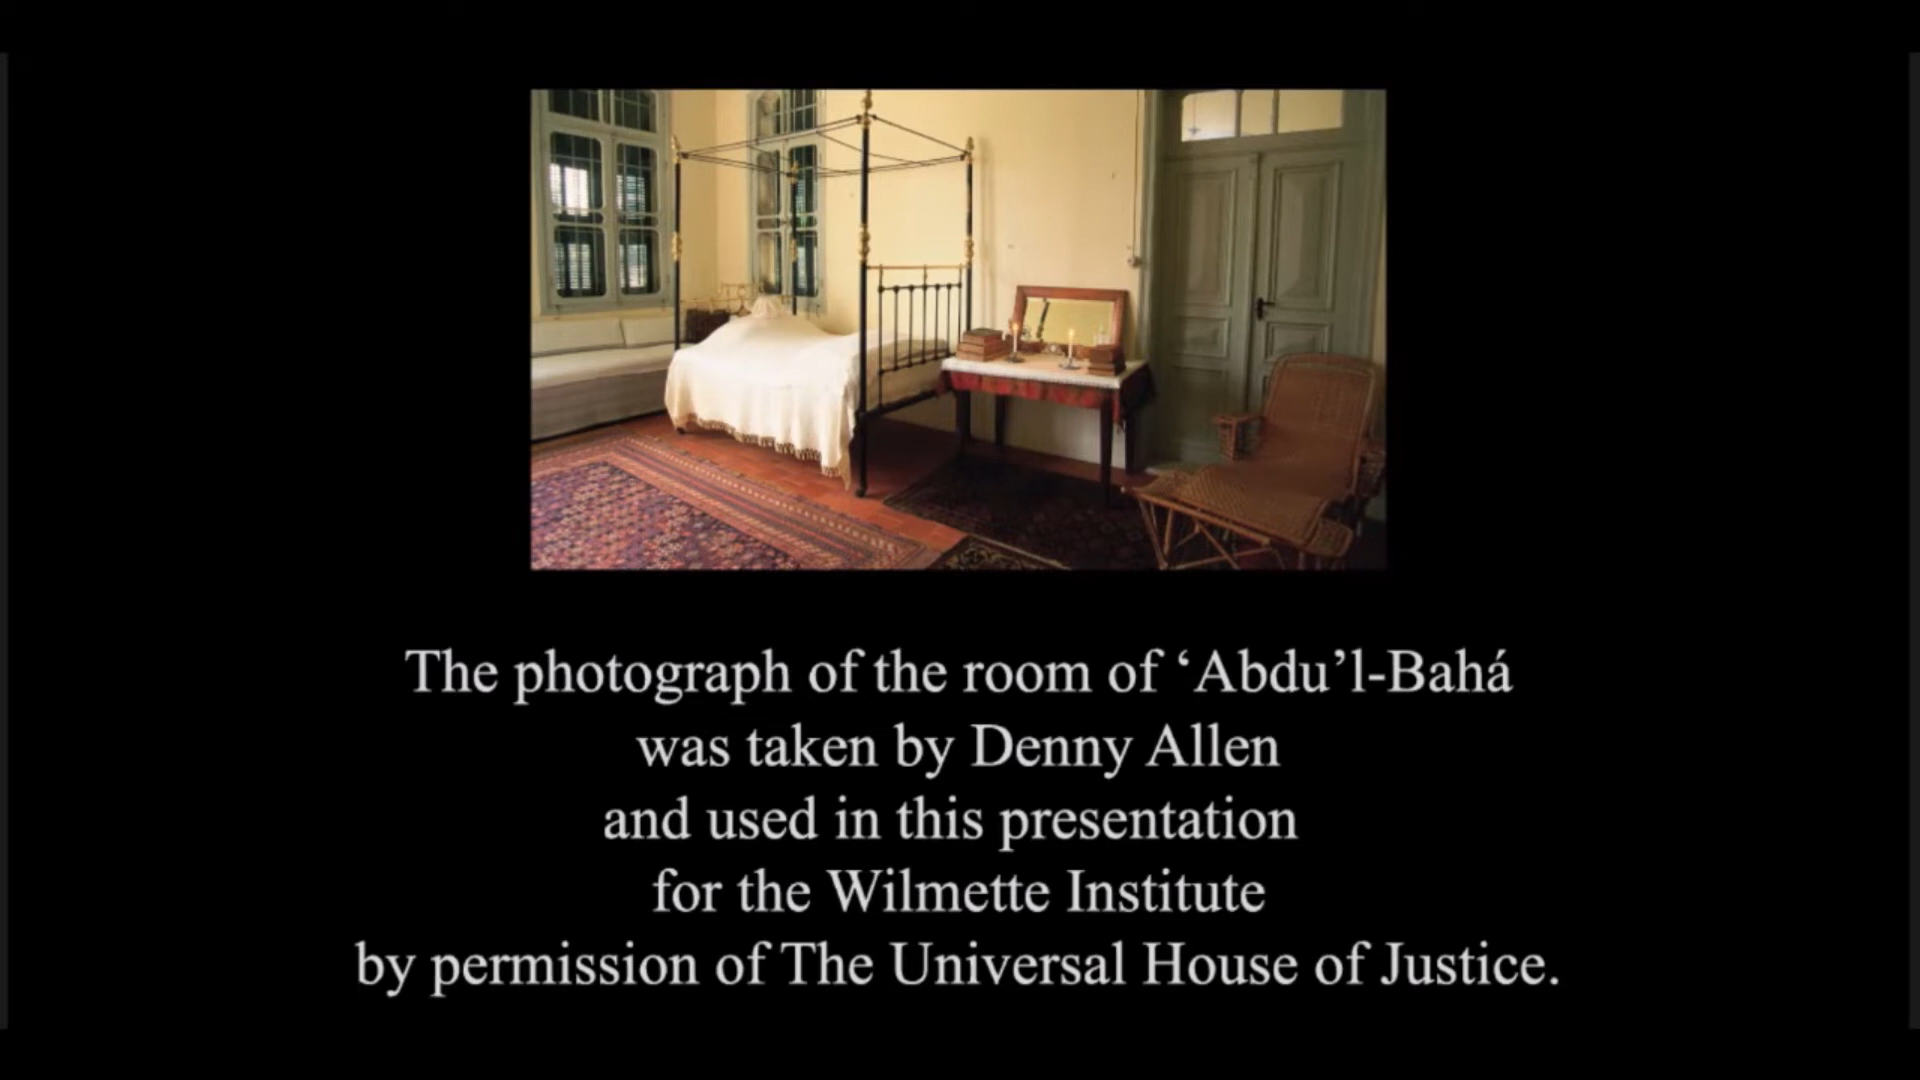 The photograph of the room of ‘Abdu’l-Bahá
was taken by Denny Allen
and used in this presentation
for the Wilmette Institute
by permission of The Universal House of Justice.